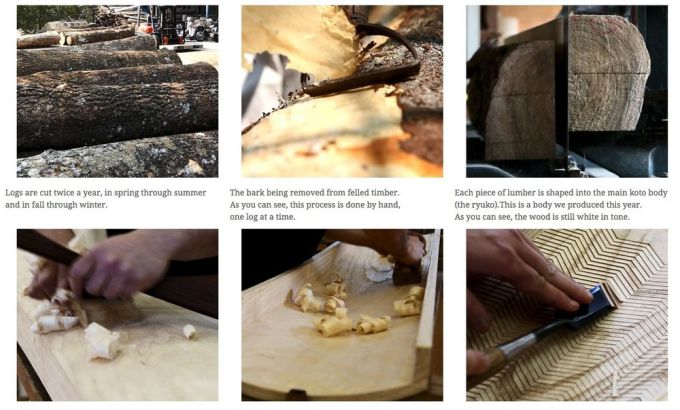 Logs are cut twice a year, in spring through summer
and in fall through winter.
The bark being removed from felled timber.
As you can see, this process is done by hand,
one log at a time.
Each piece of lumber is shaped into the main koto body
(the ryuko).This is a body we produced this year.
As you can see, the wood is still white in tone.